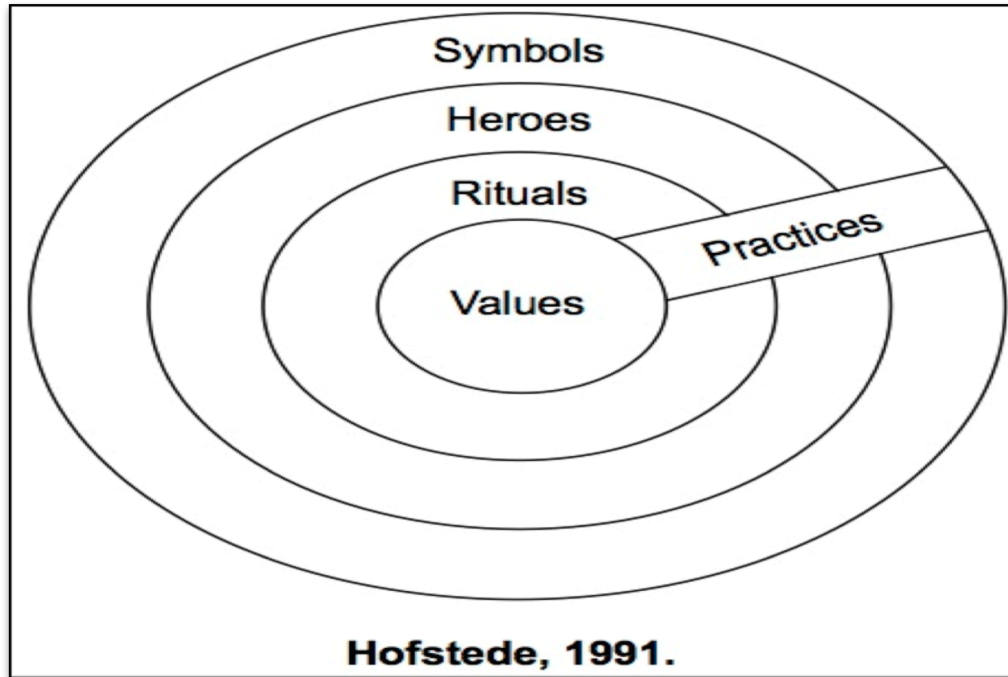 Symbols
Heroes
Rituals
Practices
Values
Hofstede, 1991.